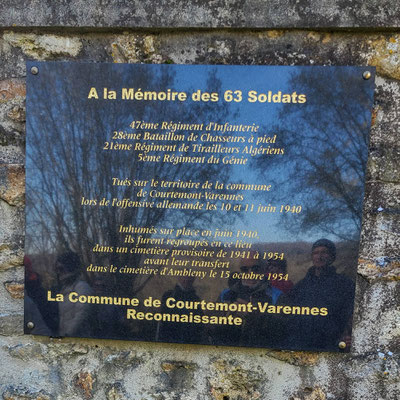 A la Mémoire des 63 Soldats
47ème Régiment d'Infanterie
28ème Bataillon de Chasseurs à pied
21ème Régiment de Tirailleurs Algériens
5ème Régiment du Génie
Tués sur le territoire de la commune
de Courtemont-Varennes
lors de l'offensive allemande les 10 et 11 juin 1940
Inhumés sur place en juin 1940,
ils furent regroupés en ce lieu
dans un cimetière provisoire de 1941 à 1954
avant leur transfert
dans le cimetière d'Ambleny le 15 octobre 1954
La Commune de Courtemont-Varennes
Reconnaissante